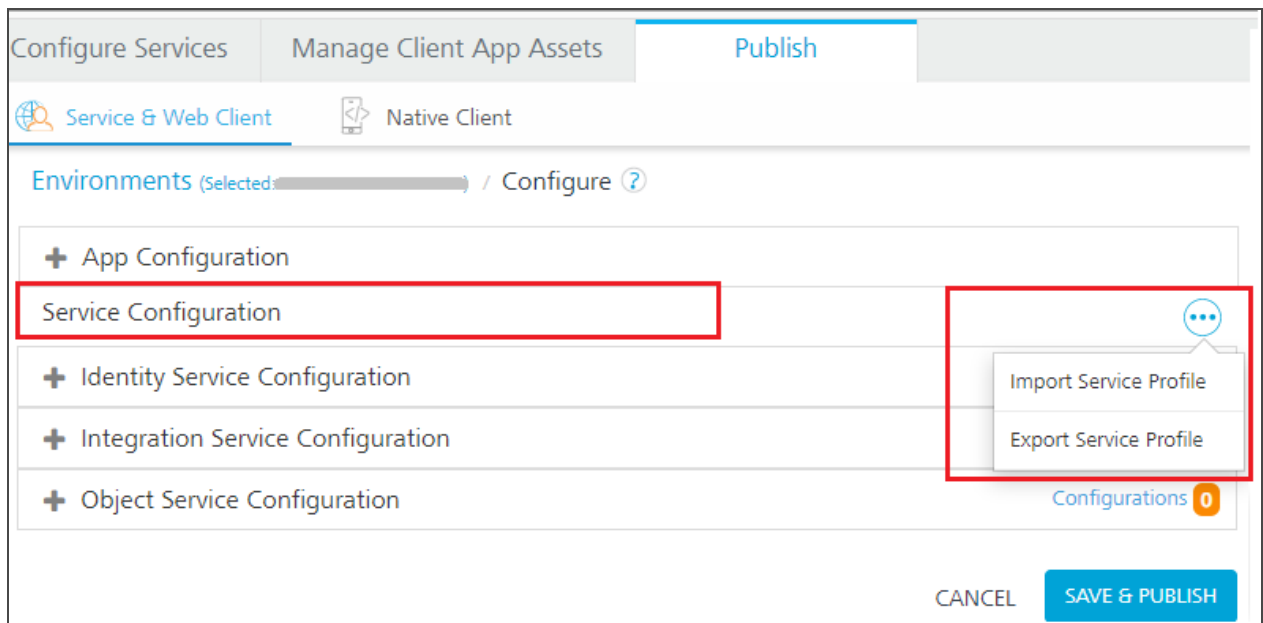 Configure Services Manage Client App Assets Publish
Service & Web Client Native Client
Environments (Selected: ) / Configure ?
App Configuration
Service Configuration
Identity Service Configuration
Import Service Profile
Integration Service Configuration
Export Service Profile
Object Service Configuration Configurations 0
CANCEL SAVE & PUBLISH